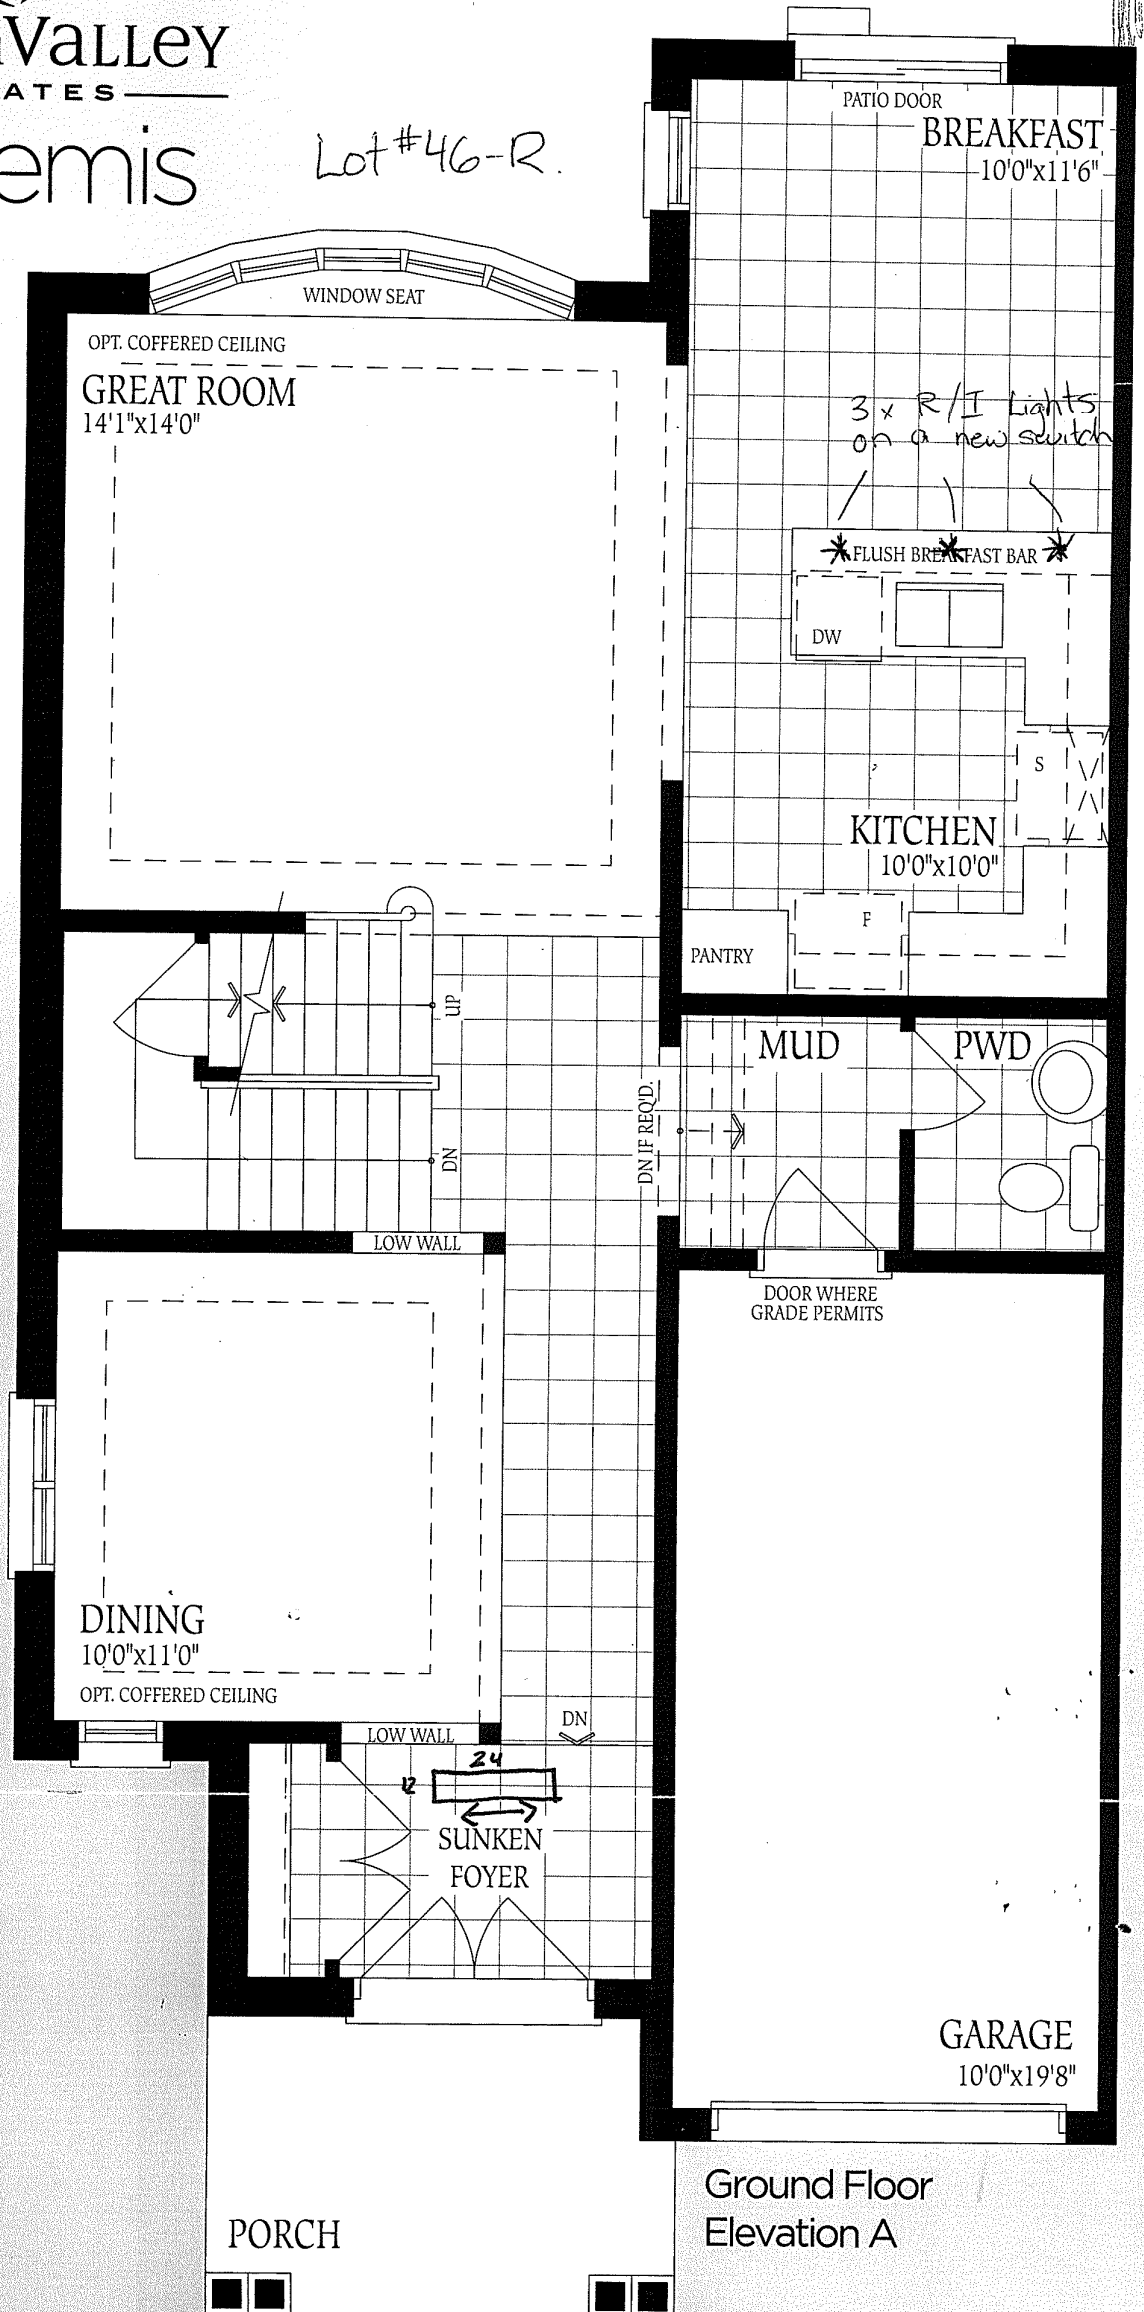 Valley
ATES
emis
Lot #46-R.
PATIO DOOR
BREAKFAST
10'0"x11'6"
WINDOW SEAT
OPT. COFFERED CEILING
GREAT ROOM
14'1"x14'0"
3 x R/I Lights
on a new switch
FLUSH BREAKFAST BAR
DW
S
KITCHEN
10'0"x10'0"
F
PANTRY
UP
MUD
PWD
DN IF REQ'D.
DN
LOW WALL
DOOR WHERE
GRADE PERMITS
DINING
10'0"x11'0"
OPT. COFFERED CEILING
LOW WALL
DN
24
12
SUNKEN
FOYER
GARAGE
10'0"x19'8"
Ground Floor
Elevation A
PORCH